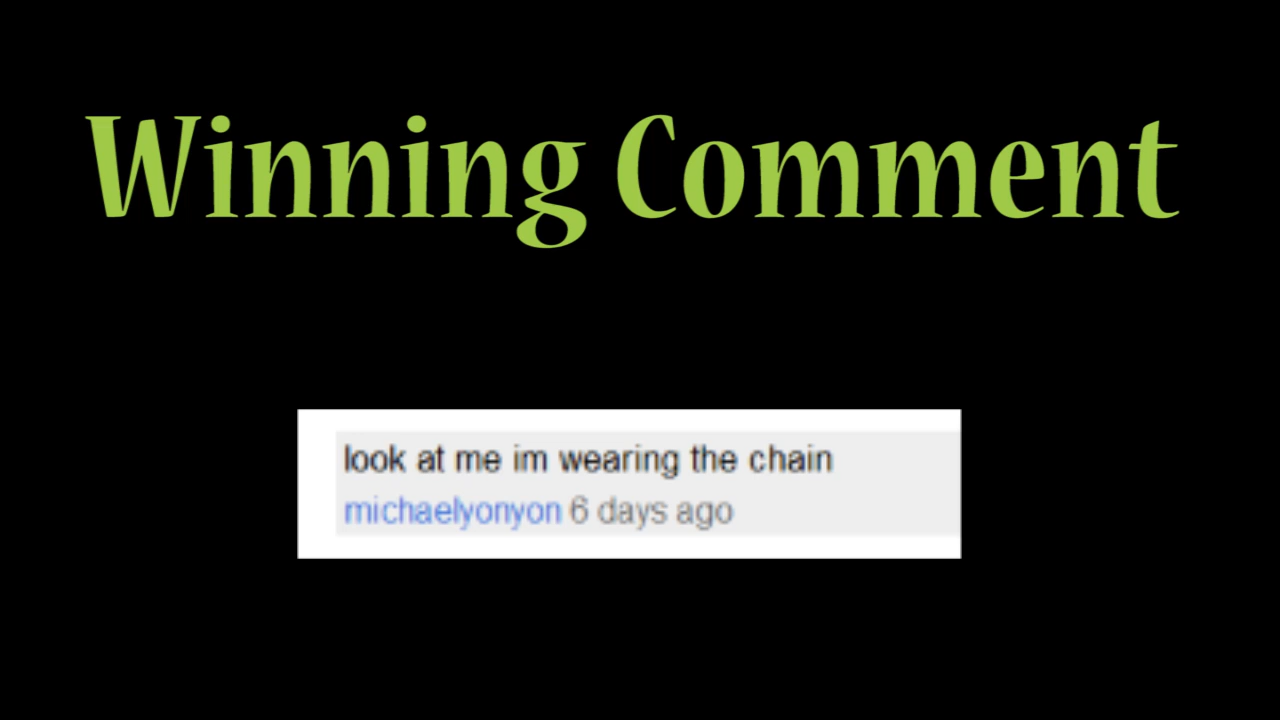 Winning Comment
look at me im wearing the chain
michaelyonyon 6 days ago